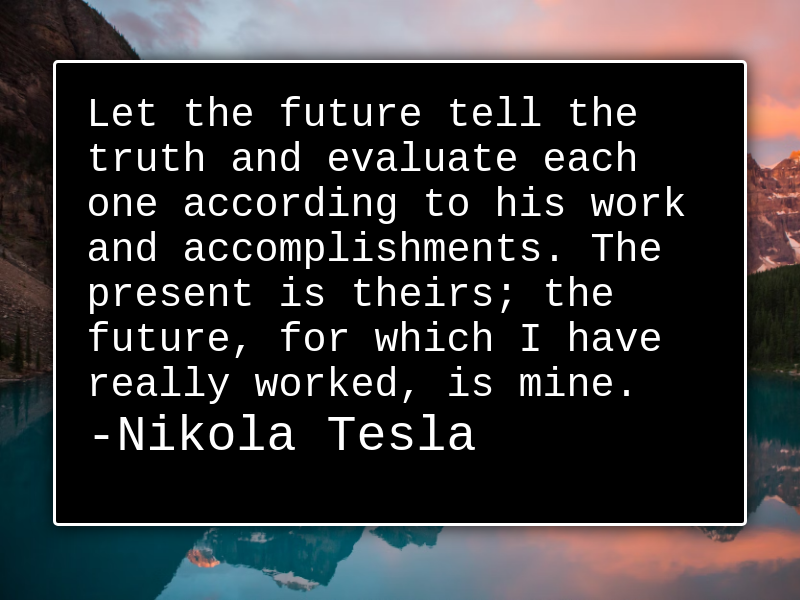 Let the future tell the
truth and evaluate each
one according to his work
and accomplishments. The
present is theirs; the
future, for which I have
really worked, is mine.
-Nikola Tesla